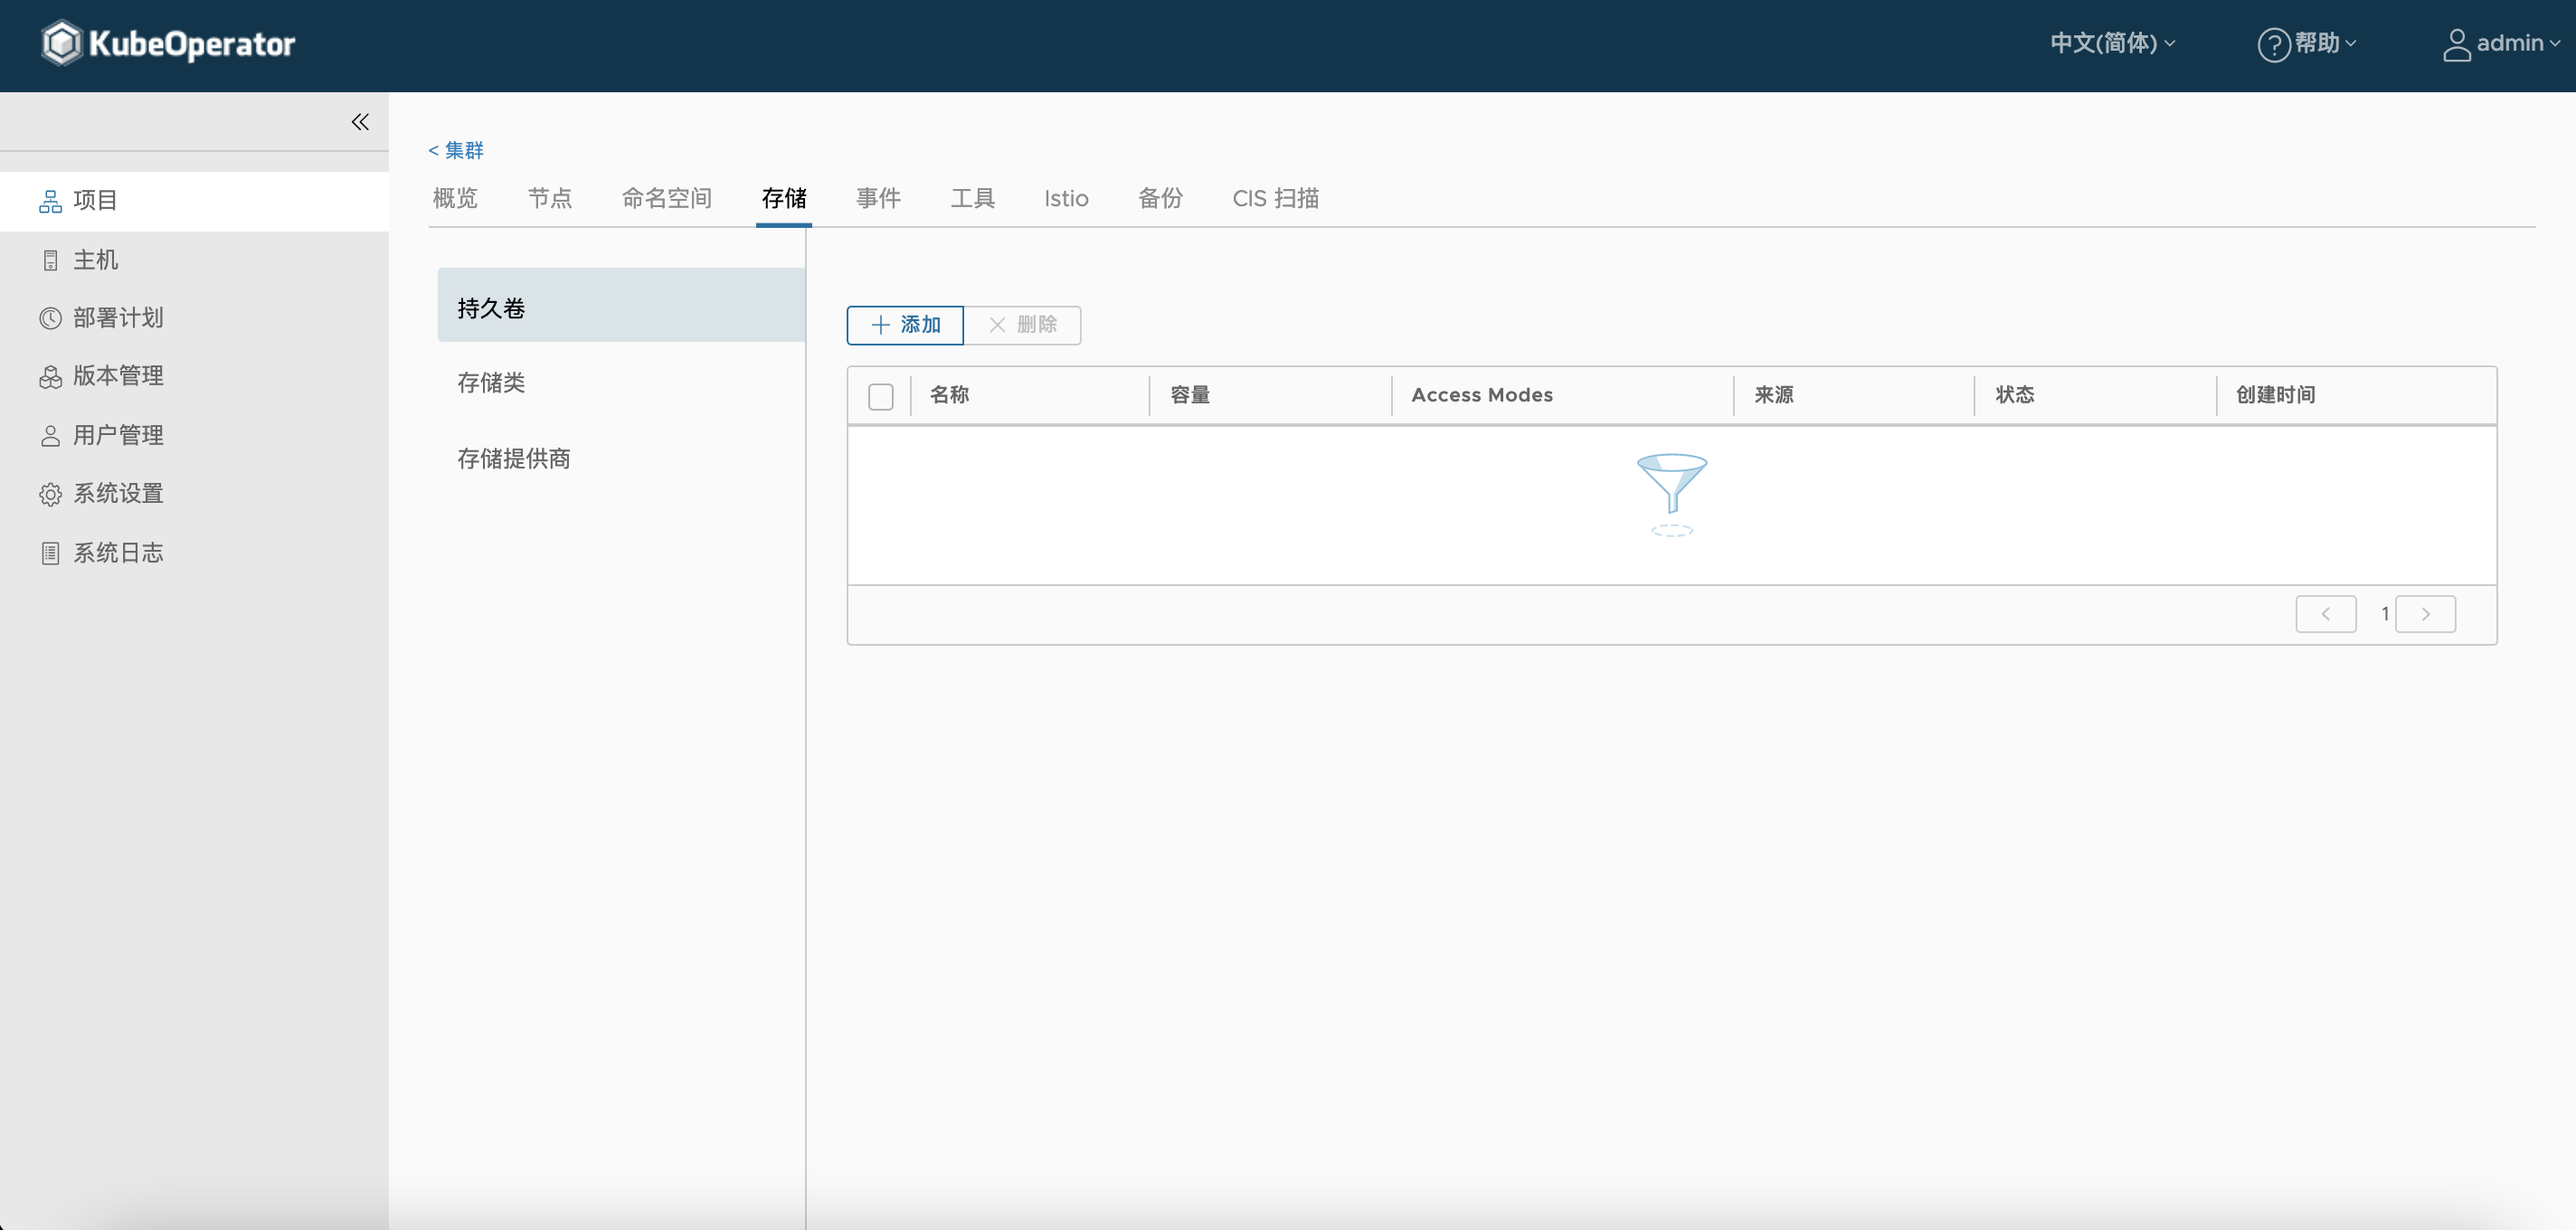 KubeOperator
中文(简体)
帮助
admin
项目
主机
部署计划
版本管理
用户管理
系统设置
系统日志
< 集群
概览 节点 命名空间 存储 事件 工具 Istio 备份 CIS 扫描
持久卷
存储类
存储提供商
添加 删除
名称 容量 Access Modes 来源 状态 创建时间
1